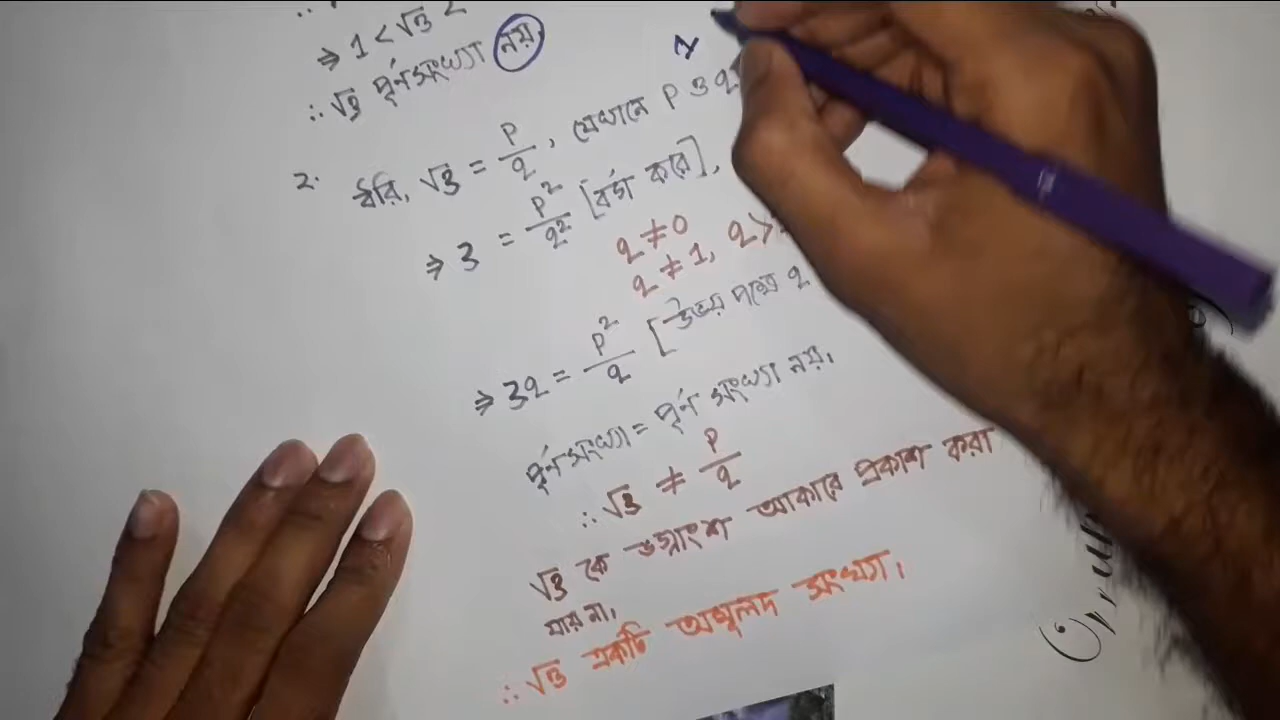 ⇒ 1 < √3 <
∴ √3 পূর্ণসংখ্যা নয়।
2. ধরি, √3 = p/q, যেখানে p ও q
⇒ 3 = p²/q² [বর্গ করে],
q ≠ 0
q ≠ 1, q >
⇒ 3q = p²/q [উভয় পক্ষে q
পূর্ণসংখ্যা = পূর্ণ সংখ্যা নয়।
∴ √3 ≠ p/q
√3 কে ভগ্নাংশ আকারে প্রকাশ করা
যায় না।
∴ √3 একটি অমূলদ সংখ্যা।